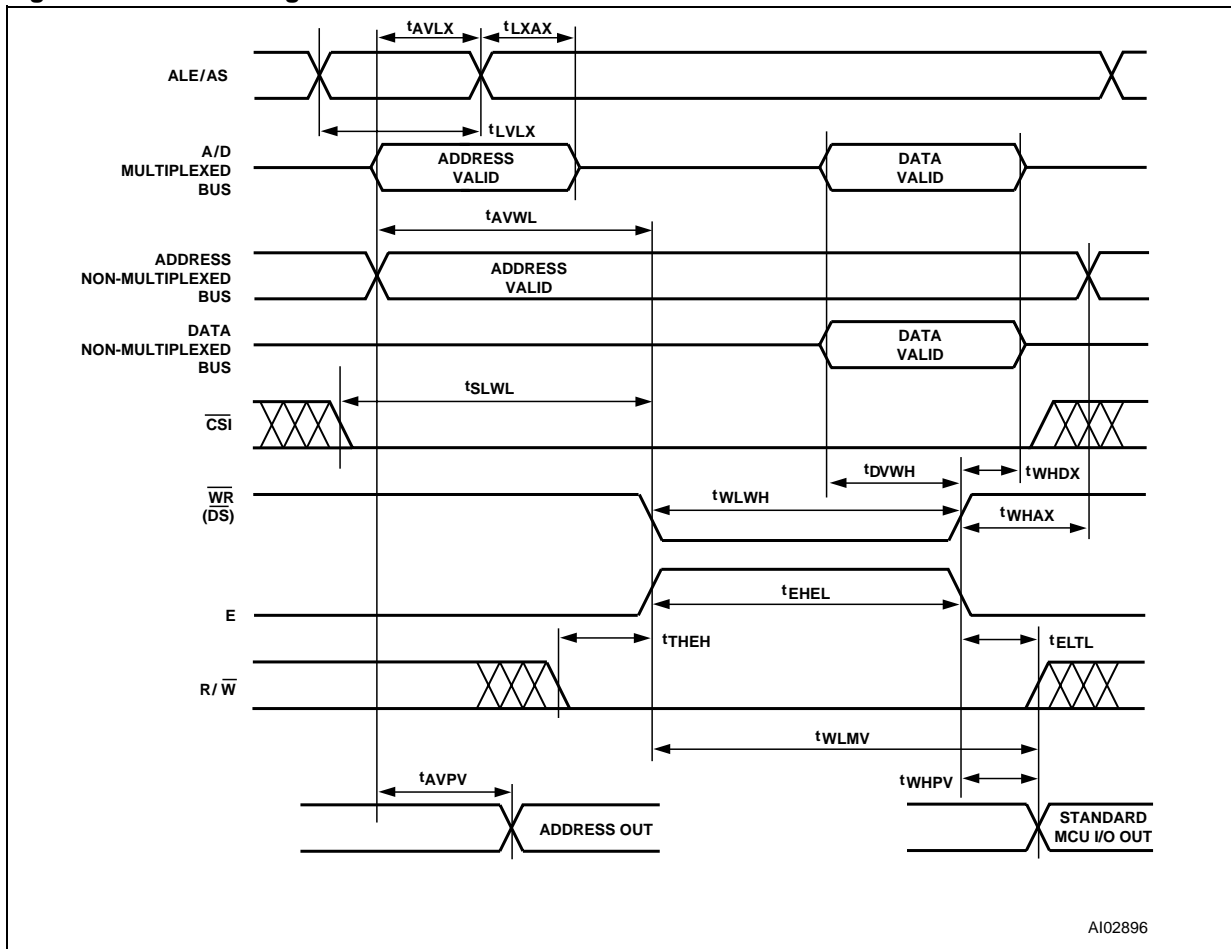 tAVLX
tLXAX
ALE/AS
tLVLX
A/D
MULTIPLEXED
BUS
ADDRESS
VALID
DATA
VALID
tAVWL
ADDRESS
NON-MULTIPLEXED
BUS
ADDRESS
VALID
DATA
NON-MULTIPLEXED
BUS
DATA
VALID
tSLWL
CSI
tDVWH
tWHDX
WR
(DS)
tWLWH
tWHAX
tEHEL
E
tTHEH
tELTL
R/ W
tWLMV
tWHPV
tAVPV
ADDRESS OUT
STANDARD
MCU I/O OUT
AI02896